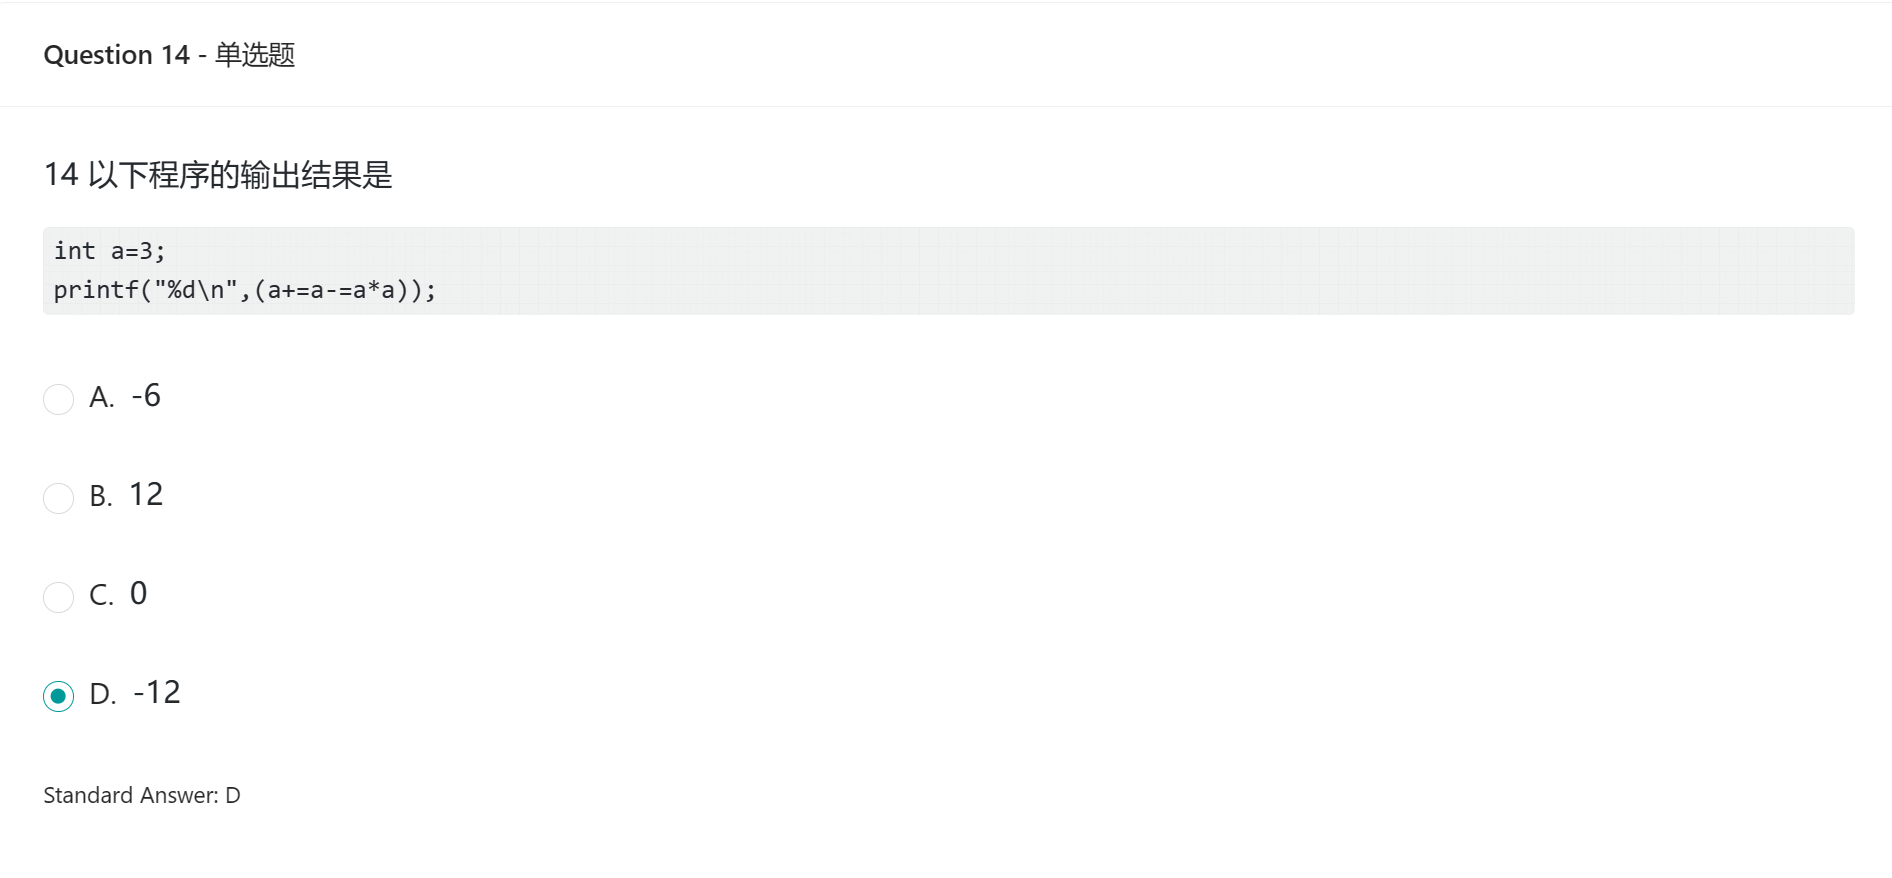 Question 14 - 单选题
14 以下程序的输出结果是
int a=3;
printf("%d\n",(a+=a-=a*a));
A. -6
B. 12
C. 0
D. -12
Standard Answer: D